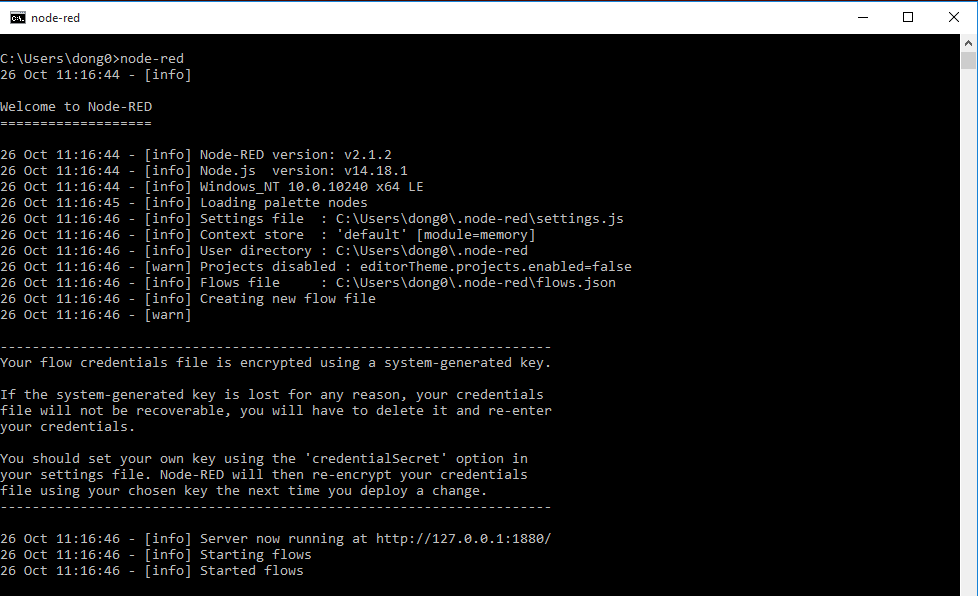 node-red
C:\Users\dong0>node-red
26 Oct 11:16:44 - [info]
Welcome to Node-RED
===================
26 Oct 11:16:44 - [info] Node-RED version: v2.1.2
26 Oct 11:16:44 - [info] Node.js  version: v14.18.1
26 Oct 11:16:44 - [info] Windows_NT 10.0.10240 x64 LE
26 Oct 11:16:45 - [info] Loading palette nodes
26 Oct 11:16:46 - [info] Settings file  : C:\Users\dong0\.node-red\settings.js
26 Oct 11:16:46 - [info] Context store  : 'default' [module=memory]
26 Oct 11:16:46 - [info] User directory : C:\Users\dong0\.node-red
26 Oct 11:16:46 - [warn] Projects disabled : editorTheme.projects.enabled=false
26 Oct 11:16:46 - [info] Flows file     : C:\Users\dong0\.node-red\flows.json
26 Oct 11:16:46 - [info] Creating new flow file
26 Oct 11:16:46 - [warn]
---------------------------------------------------------------------
Your flow credentials file is encrypted using a system-generated key.
If the system-generated key is lost for any reason, your credentials
file will not be recoverable, you will have to delete it and re-enter
your credentials.
You should set your own key using the 'credentialSecret' option in
your settings file. Node-RED will then re-encrypt your credentials
file using your chosen key the next time you deploy a change.
---------------------------------------------------------------------
26 Oct 11:16:46 - [info] Server now running at http://127.0.0.1:1880/
26 Oct 11:16:46 - [info] Starting flows
26 Oct 11:16:46 - [info] Started flows